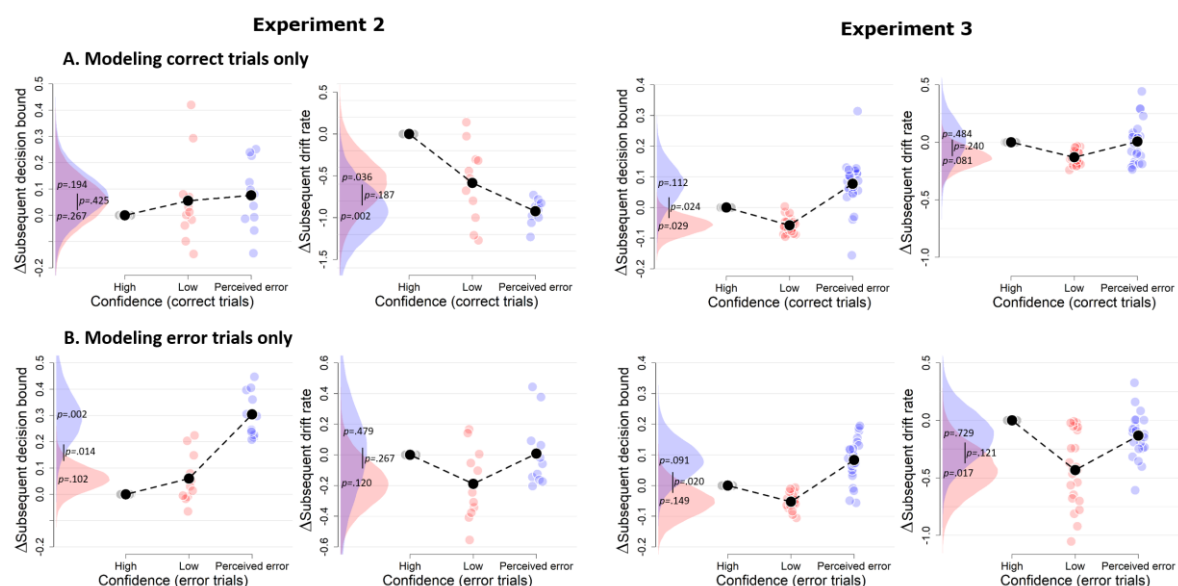 Experiment 2
Experiment 3
A. Modeling correct trials only
ΔSubsequent decision bound
0.5
0.4
0.3
0.2
0.1
0.0
-0.2
p=.194
p=.425
p=.267
High
Low
Perceived error
Confidence (correct trials)
ΔSubsequent drift rate
0.5
0.0
-0.5
-1.0
-1.5
p=.036
p=.187
p=.002
High
Low
Perceived error
Confidence (correct trials)
ΔSubsequent decision bound
0.4
0.3
0.2
0.1
0.0
-0.1
-0.2
p=.112
p=.024
p=.029
High
Low
Perceived error
Confidence (correct trials)
ΔSubsequent drift rate
0.5
0.0
-0.5
-1.0
p=.484
p=.240
p=.081
High
Low
Perceived error
Confidence (correct trials)
B. Modeling error trials only
ΔSubsequent decision bound
0.5
0.4
0.3
0.2
0.1
0.0
-0.2
p=.002
p=.014
p=.102
High
Low
Perceived error
Confidence (error trials)
ΔSubsequent drift rate
0.6
0.4
0.2
0.0
-0.2
-0.4
-0.6
p=.479
p=.267
p=.120
High
Low
Perceived error
Confidence (error trials)
ΔSubsequent decision bound
0.4
0.3
0.2
0.1
0.0
-0.1
-0.2
p=.091
p=.020
p=.149
High
Low
Perceived error
Confidence (error trials)
ΔSubsequent drift rate
0.5
0.0
-0.5
-1.0
p=.729
p=.121
p=.017
High
Low
Perceived error
Confidence (error trials)